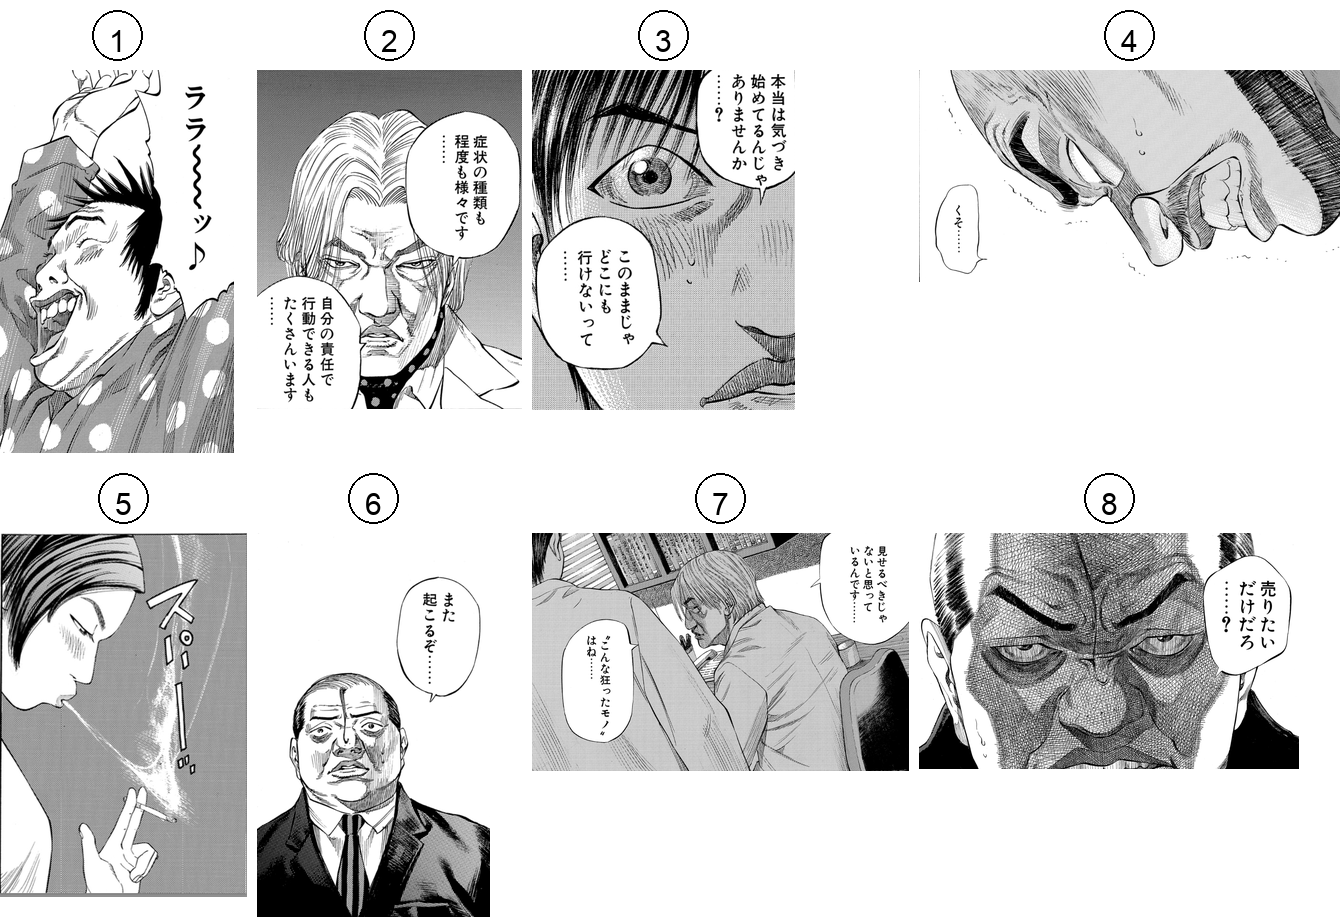 1
ララ〜〜〜ッ♪
2
症状の種類も
程度も様々です
……
自分の責任で
行動できる人も
たくさんいます
……
3
本当は気づき
始めてるんじゃ
ありませんか
……?
このままじゃ
どこにも
行けないって
……
4
くそ……
5
スパーー!!
6
また
起こるぞ……
7
見せるべきじゃ
ないと思って
いるんです……
“こんな狂ったモノ”
はね……
8
売りたい
だけだろ
……?